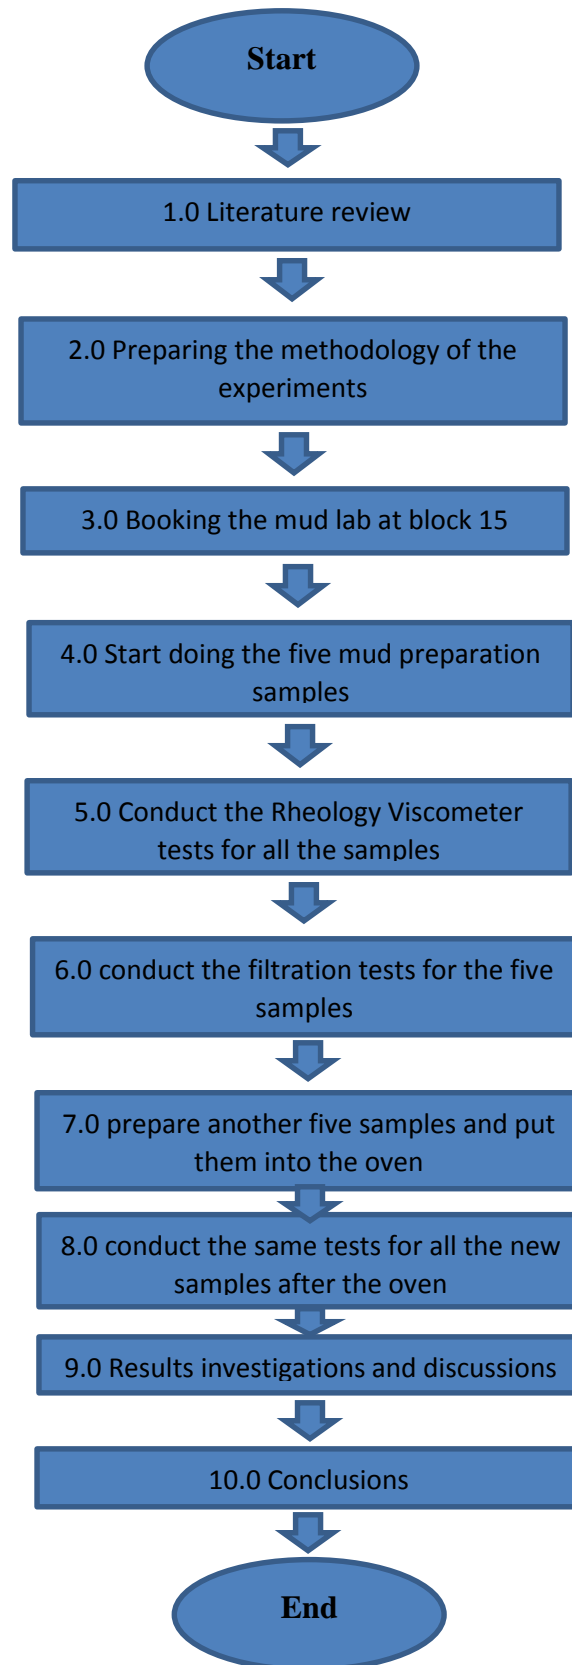 Start
1.0 Literature review
2.0 Preparing the methodology of the
experiments
3.0 Booking the mud lab at block 15
4.0 Start doing the five mud preparation
samples
5.0 Conduct the Rheology Viscometer
tests for all the samples
6.0 conduct the filtration tests for the five
samples
7.0 prepare another five samples and put
them into the oven
8.0 conduct the same tests for all the new
samples after the oven
9.0 Results investigations and discussions
10.0 Conclusions
End